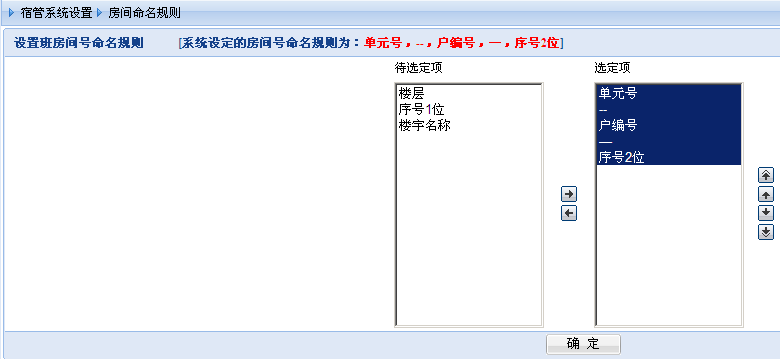 宿管系统设置 房间命名规则
设置班房间号命名规则 [系统设定的房间号命名规则为：单元号，--，户编号，—，序号2位]
待选定项 选定项
楼层
序号1位
楼宇名称
单元号
--
户编号
—
序号2位
确 定